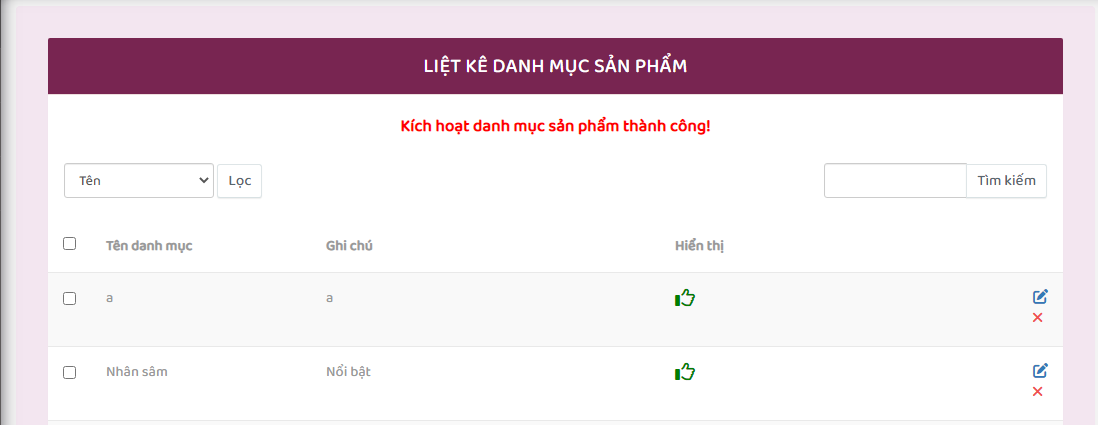 LIỆT KÊ DANH MỤC SẢN PHẨM
Kích hoạt danh mục sản phẩm thành công!
Tên Lọc Tìm kiếm
Tên danh mục Ghi chú Hiển thị
a a
Nhân sâm Nổi bật